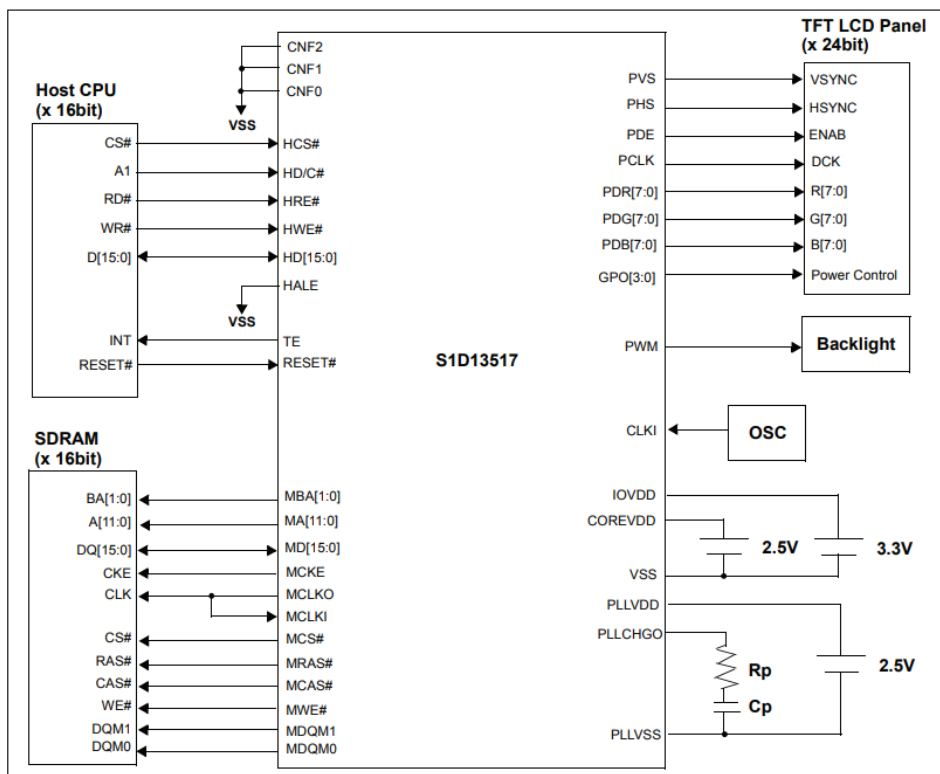 TFT LCD Panel
(x 24bit)
Host CPU
(x 16bit)
CS#
A1
RD#
WR#
D[15:0]
INT
RESET#
SDRAM
(x 16bit)
BA[1:0]
A[11:0]
DQ[15:0]
CKE
CLK
CS#
RAS#
CAS#
WE#
DQM1
DQM0
CNF2
CNF1
CNF0
VSS
HCS#
HD/C#
HRE#
HWE#
HD[15:0]
HALE
VSS
TE
RESET#
MBA[1:0]
MA[11:0]
MD[15:0]
MCKE
MCLKO
MCLKI
MCS#
MRAS#
MCAS#
MWE#
MDQM1
MDQM0
S1D13517
PVS
PHS
PDE
PCLK
PDR[7:0]
PDG[7:0]
PDB[7:0]
GPO[3:0]
PWM
CLKI
IOVDD
COREVDD
VSS
PLLVDD
PLLCHGO
PLLVSS
VSYNC
HSYNC
ENAB
DCK
R[7:0]
G[7:0]
B[7:0]
Power Control
Backlight
OSC
2.5V
3.3V
Rp
Cp
2.5V